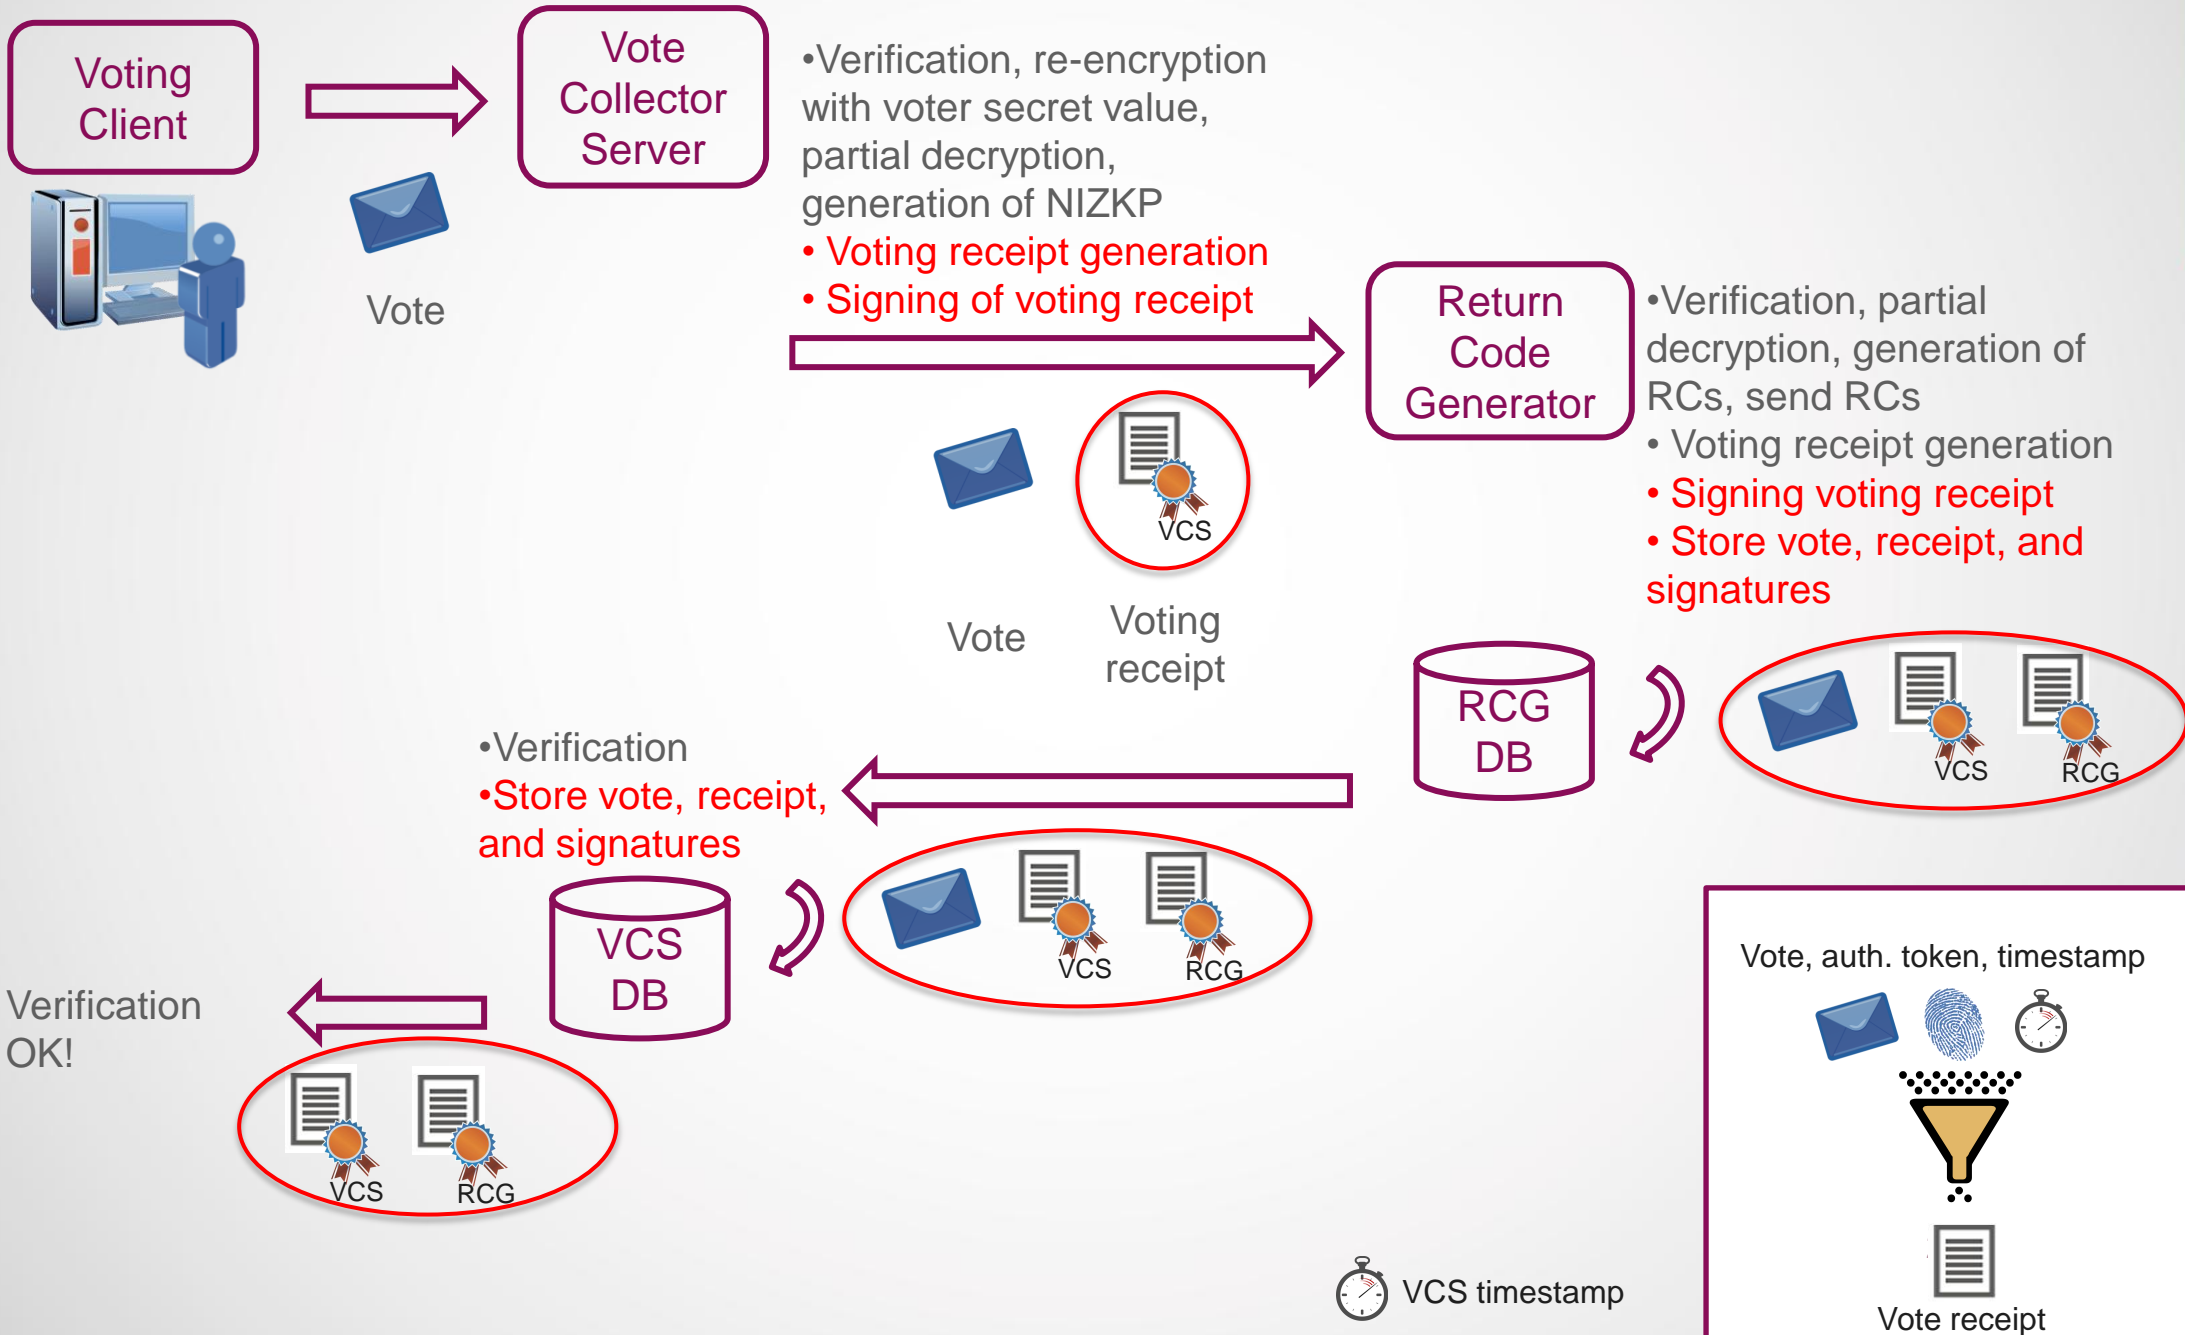 Voting
Client
Vote
Vote
Collector
Server
•Verification, re-encryption
with voter secret value,
partial decryption,
generation of NIZKP
• Voting receipt generation
• Signing of voting receipt
Return
Code
Generator
•Verification, partial
decryption, generation of
RCs, send RCs
• Voting receipt generation
• Signing voting receipt
• Store vote, receipt, and
signatures
VCS
Vote
Voting
receipt
RCG
DB
VCS
RCG
•Verification
•Store vote, receipt,
and signatures
VCS
DB
VCS
RCG
Verification
OK!
VCS
RCG
VCS timestamp
Vote, auth. token, timestamp
Vote receipt